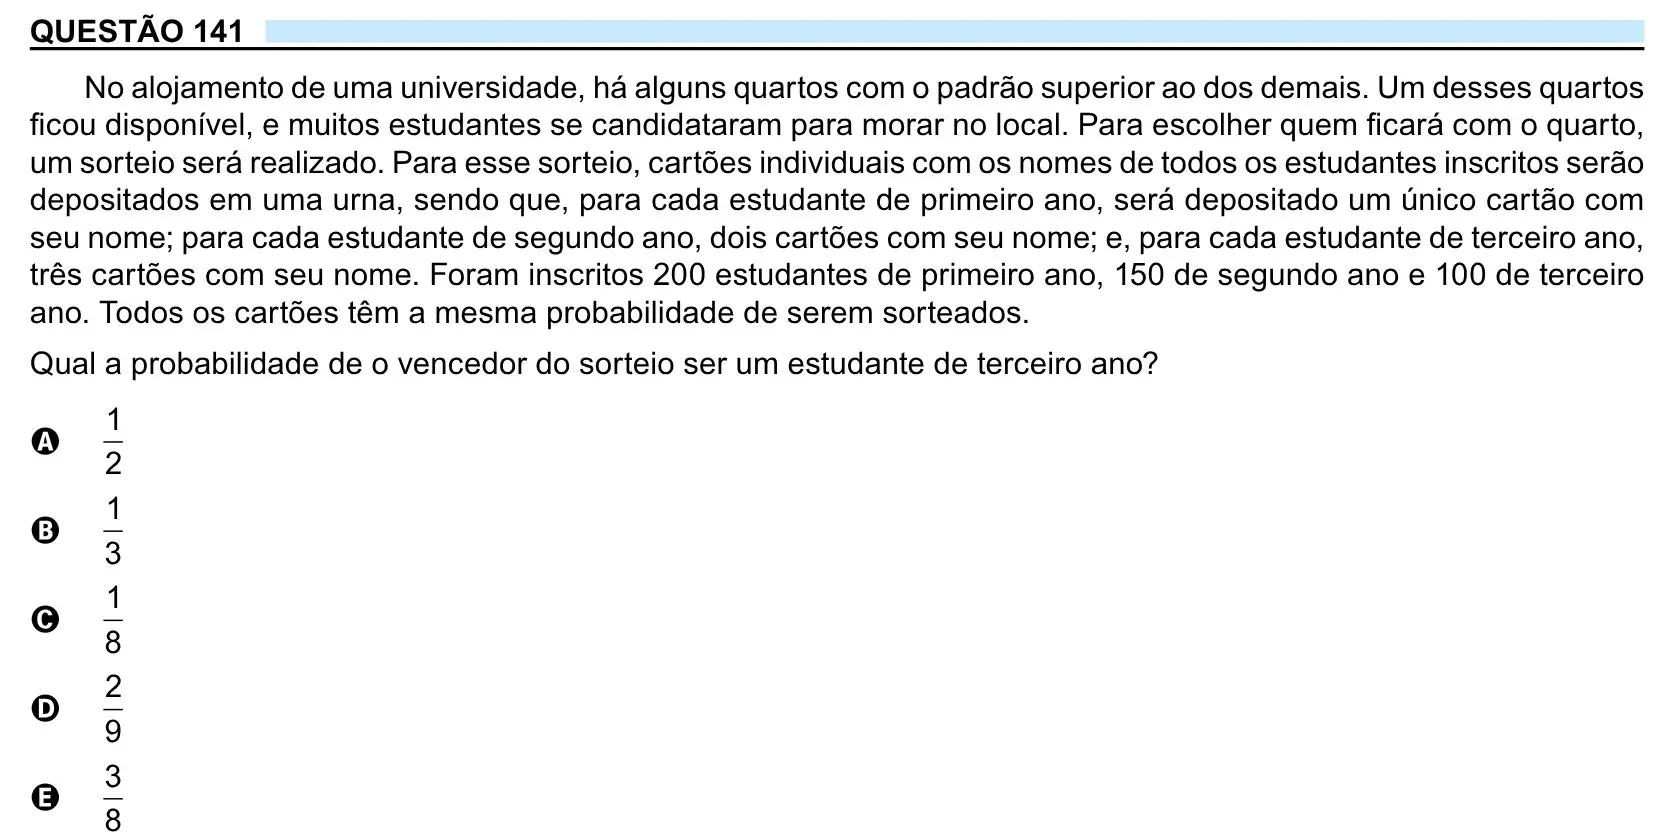 QUESTÃO 141
No alojamento de uma universidade, há alguns quartos com o padrão superior ao dos demais. Um desses quartos
ficou disponível, e muitos estudantes se candidataram para morar no local. Para escolher quem ficará com o quarto,
um sorteio será realizado. Para esse sorteio, cartões individuais com os nomes de todos os estudantes inscritos serão
depositados em uma urna, sendo que, para cada estudante de primeiro ano, será depositado um único cartão com
seu nome; para cada estudante de segundo ano, dois cartões com seu nome; e, para cada estudante de terceiro ano,
três cartões com seu nome. Foram inscritos 200 estudantes de primeiro ano, 150 de segundo ano e 100 de terceiro
ano. Todos os cartões têm a mesma probabilidade de serem sorteados.
Qual a probabilidade de o vencedor do sorteio ser um estudante de terceiro ano?
A 1/2
B 1/3
C 1/8
D 2/9
E 3/8